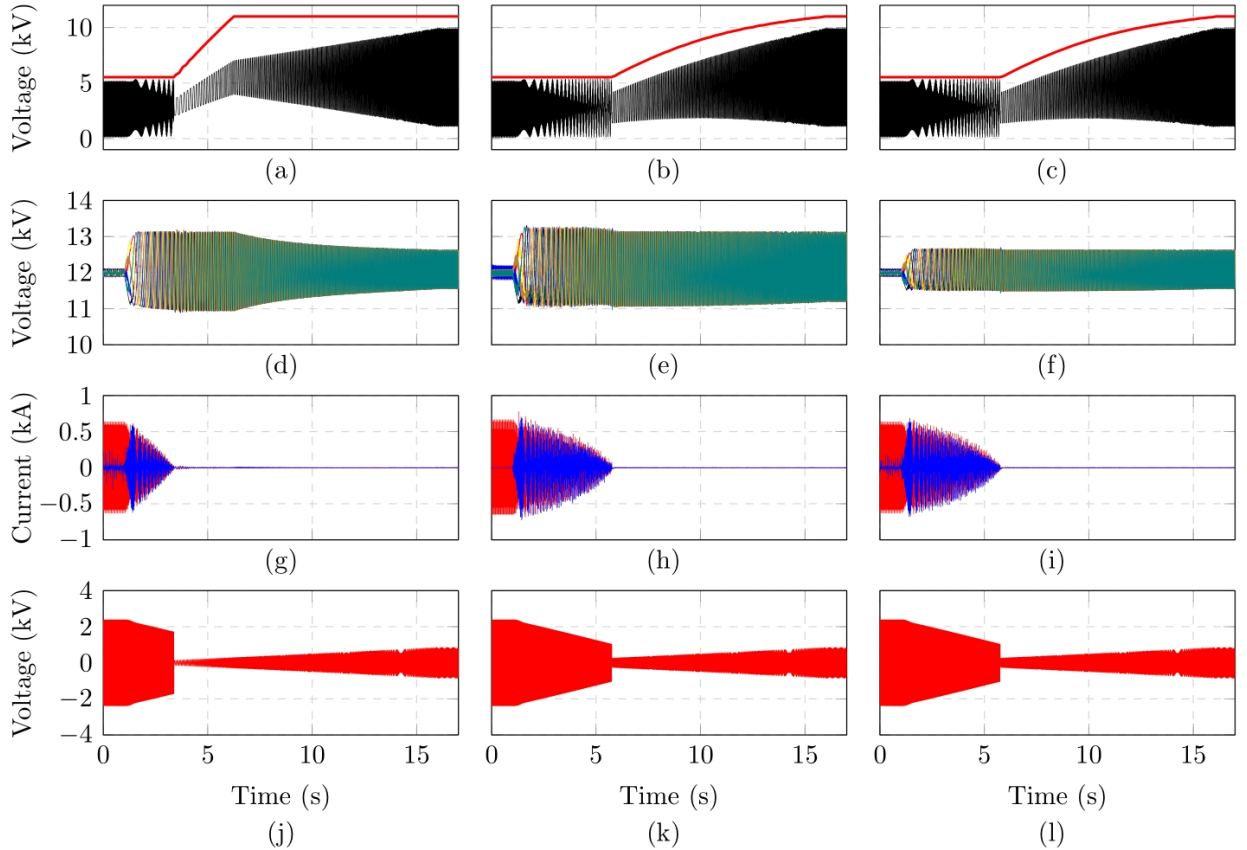 Voltage (kV)
10
5
0
(a)
(b)
(c)
Voltage (kV)
14
13
12
11
10
(d)
(e)
(f)
Current (kA)
1
0.5
0
−0.5
−1
(g)
(h)
(i)
Voltage (kV)
4
2
0
−2
−4
0 5 10 15
0 5 10 15
0 5 10 15
Time (s)
Time (s)
Time (s)
(j)
(k)
(l)